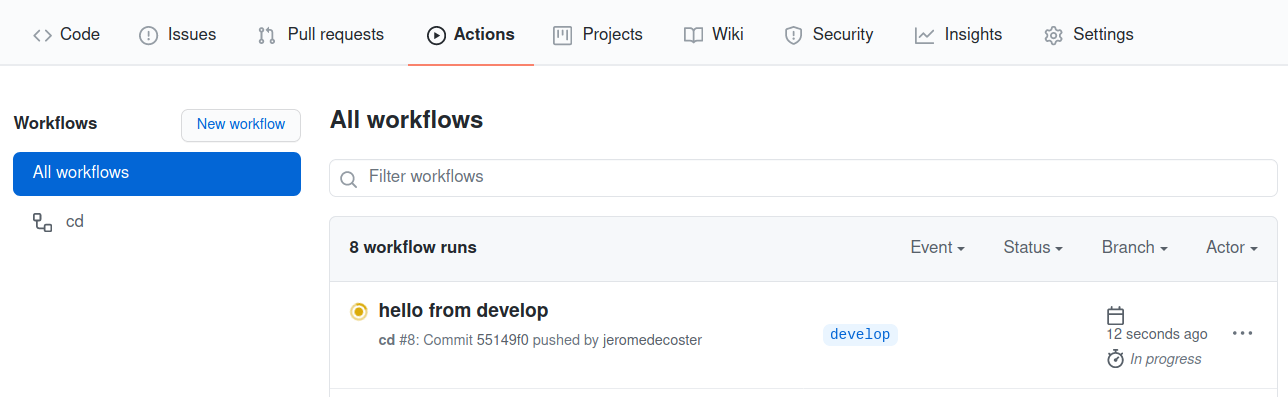 Code Issues Pull requests Actions Projects Wiki Security Insights Settings
Workflows
New workflow
All workflows
cd
All workflows
Filter workflows
8 workflow runs Event Status Branch Actor
hello from develop
cd #8: Commit 55149f0 pushed by jeromedecoster
develop
12 seconds ago
In progress